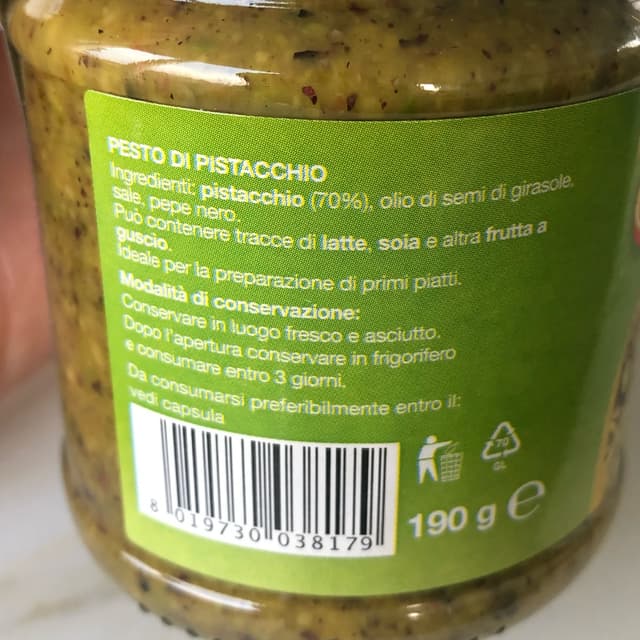 PESTO DI PISTACCHIO
Ingredienti: pistacchio (70%), olio di semi di girasole,
sale, pepe nero.
Può contenere tracce di latte, soia e altra frutta a
guscio.
Ideale per la preparazione di primi piatti.
Modalità di conservazione:
Conservare in luogo fresco e asciutto.
Dopo l'apertura conservare in frigorifero
e consumare entro 3 giorni.
Da consumarsi preferibilmente entro il:
vedi capsula
8 019730 038179
70
GL
190 g e